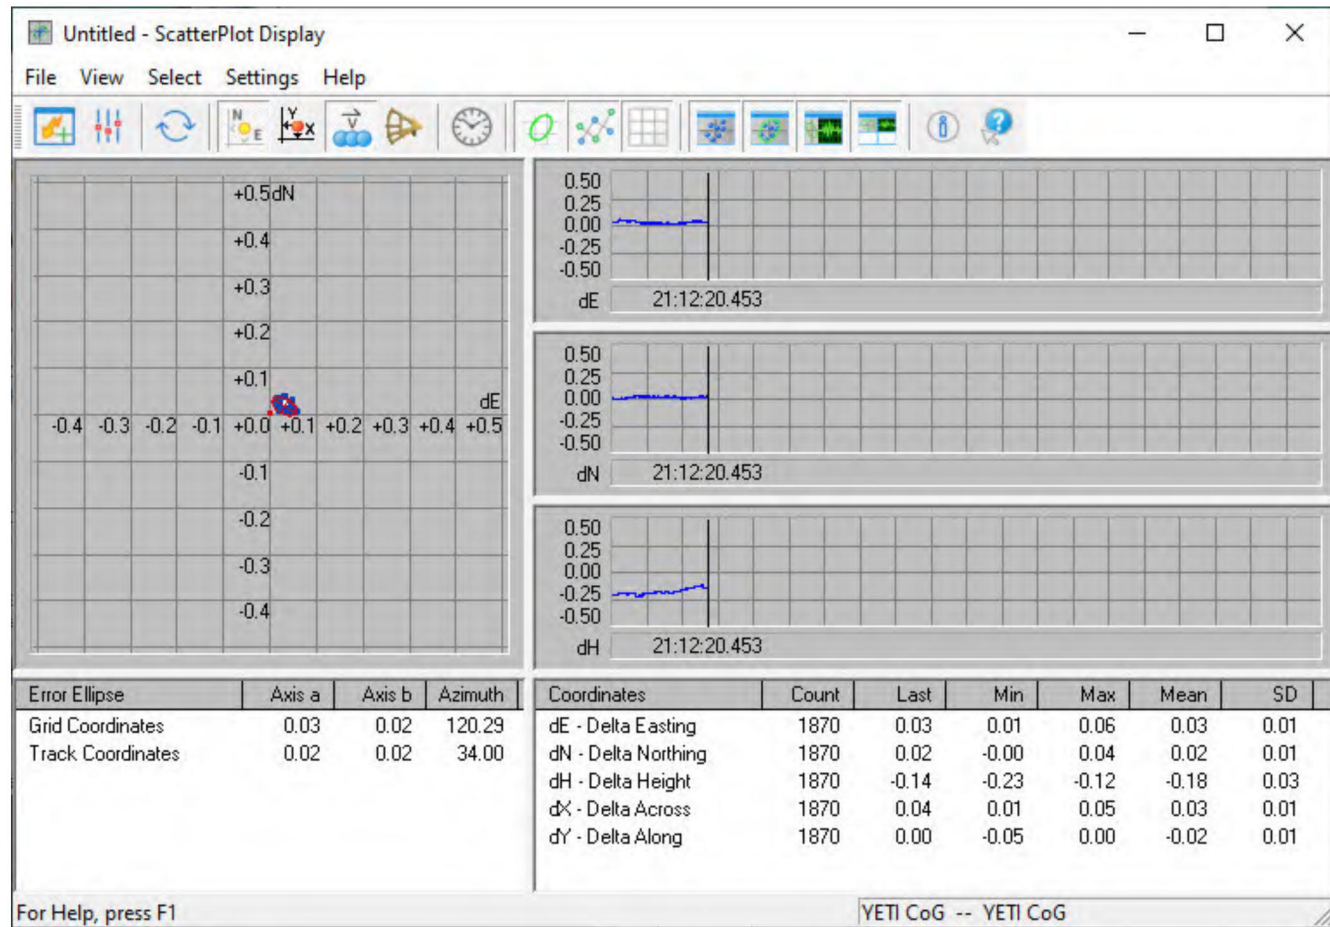 Untitled - ScatterPlot Display
File View Select Settings Help
N E Y X V
+0.5 dN
+0.4
+0.3
+0.2
+0.1
dE
-0.4 -0.3 -0.2 -0.1 +0.0 +0.1 +0.2 +0.3 +0.4 +0.5
-0.1
-0.2
-0.3
-0.4
0.50
0.25
0.00
-0.25
-0.50
dE 21:12:20.453
0.50
0.25
0.00
-0.25
-0.50
dN 21:12:20.453
0.50
0.25
0.00
-0.25
-0.50
dH 21:12:20.453
Error Ellipse Axis a Axis b Azimuth
Grid Coordinates 0.03 0.02 120.29
Track Coordinates 0.02 0.02 34.00
Coordinates Count Last Min Max Mean SD
dE - Delta Easting 1870 0.03 0.01 0.06 0.03 0.01
dN - Delta Northing 1870 0.02 -0.00 0.04 0.02 0.01
dH - Delta Height 1870 -0.14 -0.23 -0.12 -0.18 0.03
dX - Delta Across 1870 0.04 0.01 0.05 0.03 0.01
dY - Delta Along 1870 0.00 -0.05 0.00 -0.02 0.01
For Help, press F1
YETI CoG -- YETI CoG